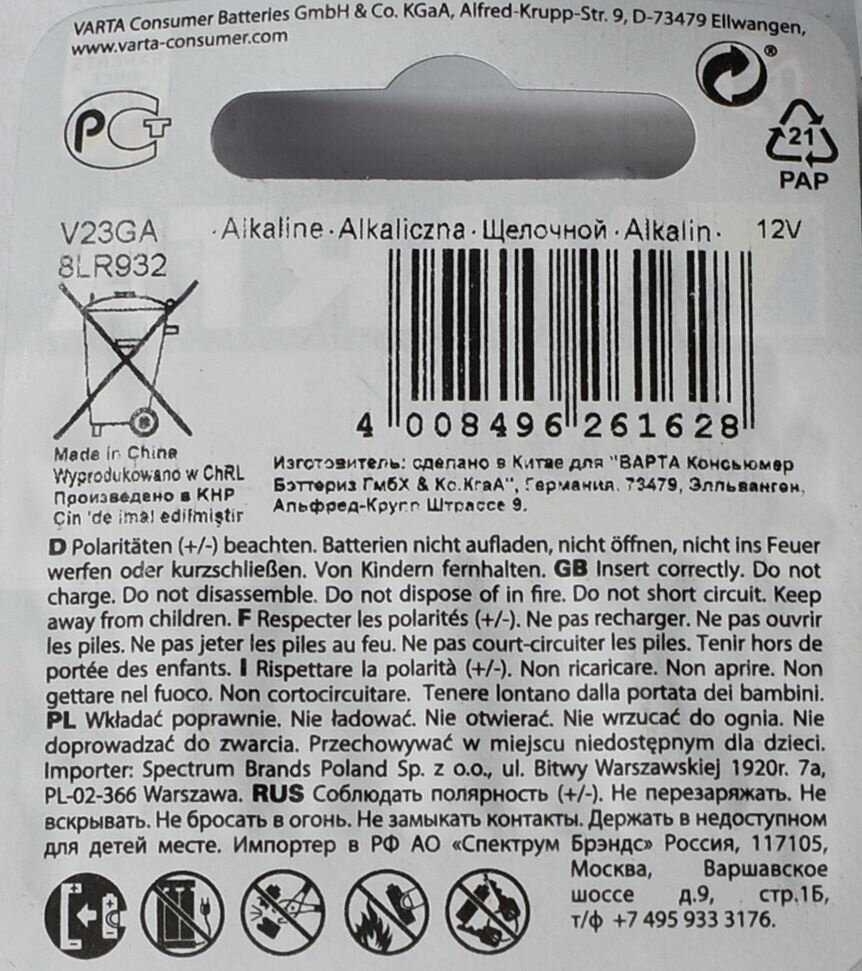 VARTA Consumer Batteries GmbH & Co. KGaA, Alfred-Krupp-Str. 9, D-73479 Ellwangen,
www.varta-consumer.com
®
PCT
21
PAP
V23GA
·Alkaline·Alkaliczna·Щелочной·Alkalin·
12V
8LR932
4 008496 261628
Made in China
Wyprodukowano w ChRL
Произведено в КНР
Çin 'de imal edilmiştir
Изготовитель: сделано в Китае для "ВАРТА Консьюмер
Бэттериз ГмбХ & Ко.КгаА", Германия. 73479, Элльванген,
Альфред-Крупп Штрассе 9.
D Polaritäten (+/-) beachten. Batterien nicht aufladen, nicht öffnen, nicht ins Feuer
werfen oder kurzschließen. Von Kindern fernhalten. GB Insert correctly. Do not
charge. Do not disassemble. Do not dispose of in fire. Do not short circuit. Keep
away from children. F Respecter les polarités (+/-). Ne pas recharger. Ne pas ouvrir
les piles. Ne pas jeter les piles au feu. Ne pas court-circuiter les piles. Tenir hors de
portée des enfants. I Rispettare la polarità (+/-). Non ricaricare. Non aprire. Non
gettare nel fuoco. Non cortocircuitare. Tenere lontano dalla portata dei bambini.
PL Wkładać poprawnie. Nie ładować. Nie otwierać. Nie wrzucać do ognia. Nie
doprowadzać do zwarcia. Przechowywać w miejscu niedostępnym dla dzieci.
Importer: Spectrum Brands Poland Sp. z o.o., ul. Bitwy Warszawskiej 1920r. 7a,
PL-02-366 Warszawa. RUS Соблюдать полярность (+/-). Не перезаряжать. Не
вскрывать. Не бросать в огонь. Не замыкать контакты. Держать в недоступном
для детей месте. Импортер в РФ АО «Спектрум Брэндс» Россия, 117105,
Москва, Варшавское
шоссе д.9, стр.1Б,
т/ф +7 495 933 3176.